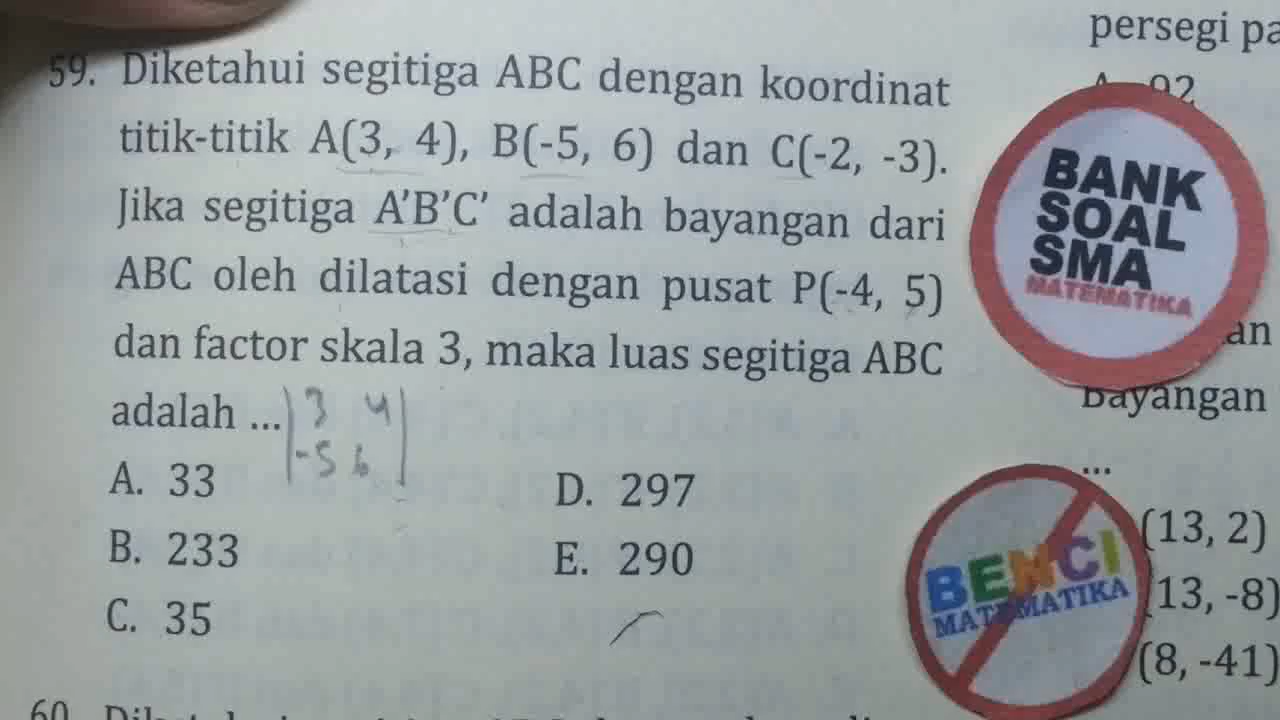 59. Diketahui segitiga ABC dengan koordinat
titik-titik A(3, 4), B(-5, 6) dan C(-2, -3).
Jika segitiga A'B'C' adalah bayangan dari
ABC oleh dilatasi dengan pusat P(-4, 5)
dan factor skala 3, maka luas segitiga ABC
adalah ...
3 4
-5 6
A. 33
B. 233
C. 35
D. 297
E. 290
persegi pa
BANK
SOAL
SMA
MATEMATIKA
an
Bayangan
...
BENCI
MATEMATIKA
(13, 2)
(13, -8)
(8, -41)
60.